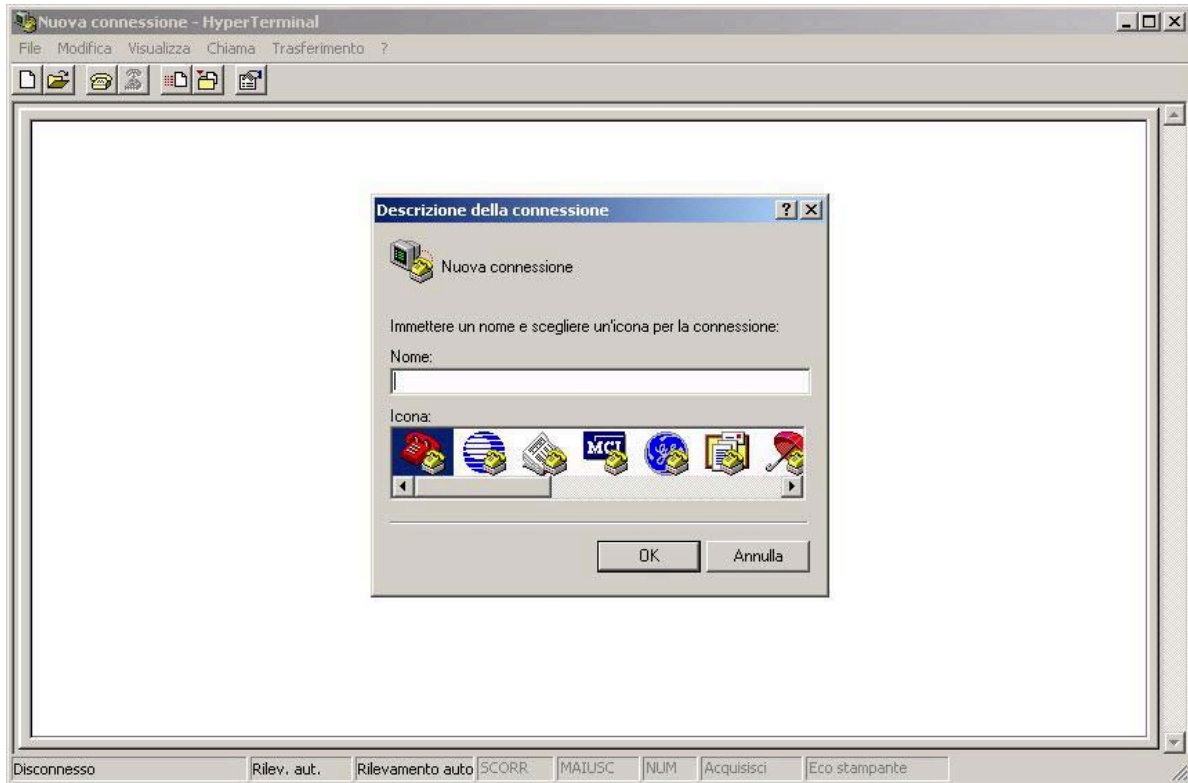 Nuova connessione - HyperTerminal
File Modifica Visualizza Chiama Trasferimento ?
Descrizione della connessione
Nuova connessione
Immettere un nome e scegliere un'icona per la connessione:
Nome:
Icona:
MCI
OK Annulla
Disconnesso Rilev. aut. Rilevamento auto SCORR MAIUSC NUM Acquisisci Eco stampante